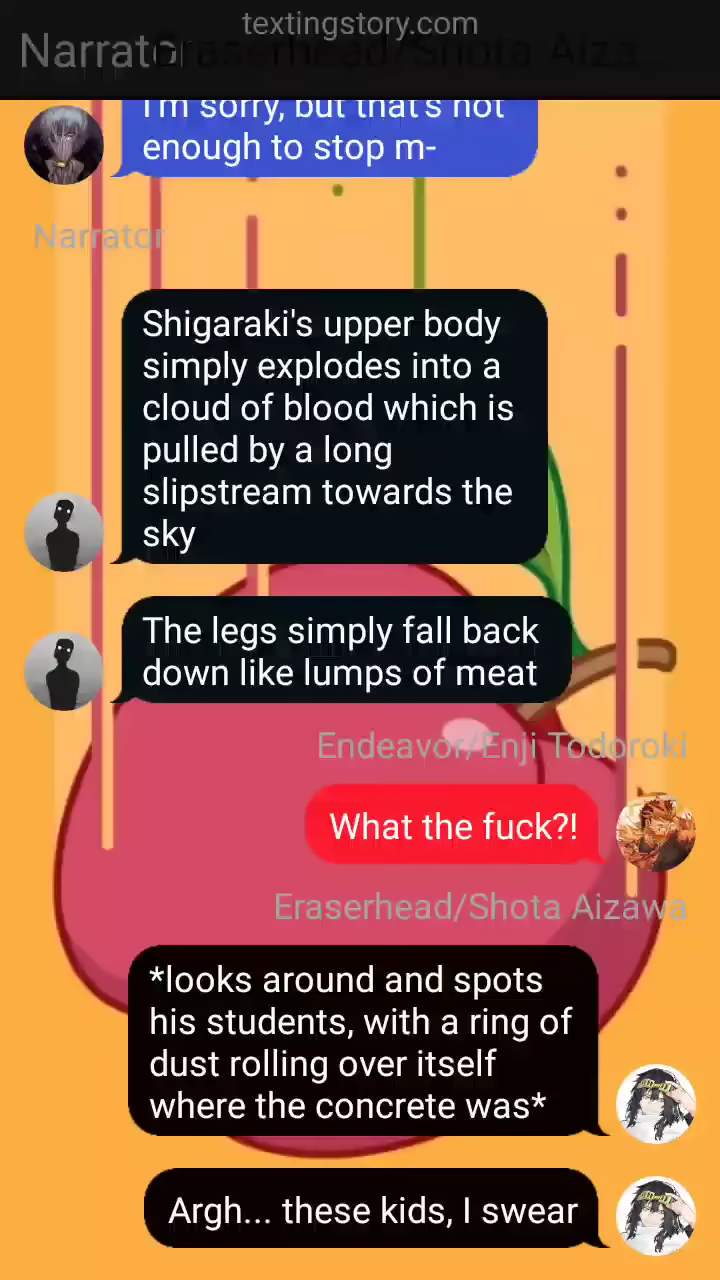 textingstory.com
Narrator
Eraserhead/Shota Aiza...
I'm sorry, but that's not
enough to stop m-
Narrator
Shigaraki's upper body
simply explodes into a
cloud of blood which is
pulled by a long
slipstream towards the
sky
The legs simply fall back
down like lumps of meat
Endeavor/Enji Todoroki
What the fuck?!
Eraserhead/Shota Aizawa
*looks around and spots
his students, with a ring of
dust rolling over itself
where the concrete was*
Argh... these kids, I swear